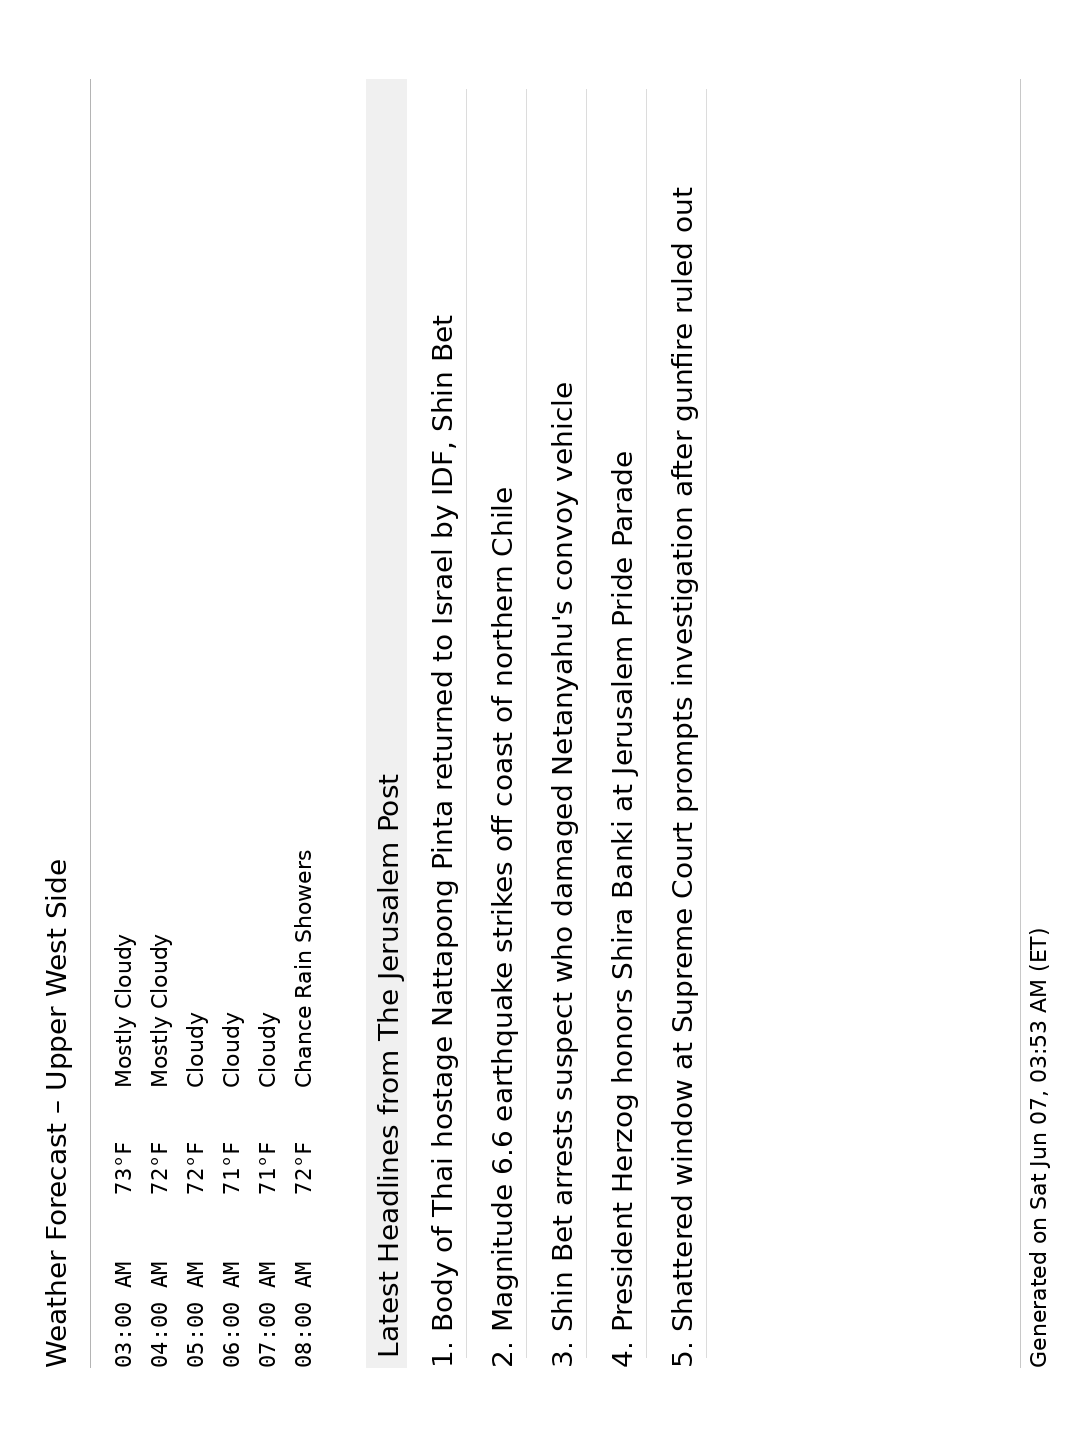 Weather Forecast – Upper West Side
03:00 AM 73°F Mostly Cloudy
04:00 AM 72°F Mostly Cloudy
05:00 AM 72°F Cloudy
06:00 AM 71°F Cloudy
07:00 AM 71°F Cloudy
08:00 AM 72°F Chance Rain Showers
Latest Headlines from The Jerusalem Post
1. Body of Thai hostage Nattapong Pinta returned to Israel by IDF, Shin Bet
2. Magnitude 6.6 earthquake strikes off coast of northern Chile
3. Shin Bet arrests suspect who damaged Netanyahu's convoy vehicle
4. President Herzog honors Shira Banki at Jerusalem Pride Parade
5. Shattered window at Supreme Court prompts investigation after gunfire ruled out
Generated on Sat Jun 07, 03:53 AM (ET)